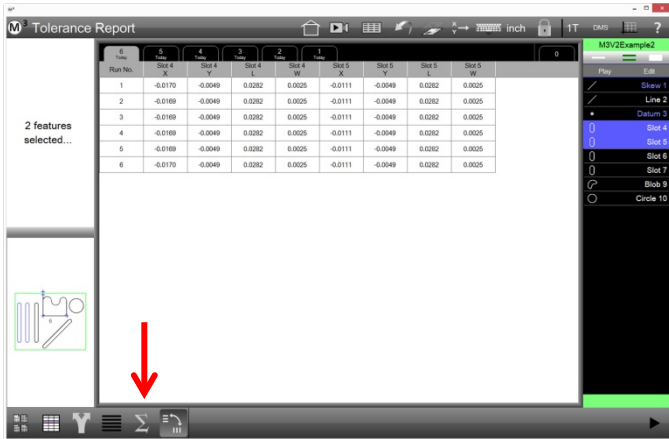 M³
M³ Tolerance Report
inch
1T
DMS
?
6 Today
5 Today
4 Today
3 Today
2 Today
1 Today
0
Run No. Slot 4 X Slot 4 Y Slot 4 L Slot 4 W Slot 5 X Slot 5 Y Slot 5 L Slot 5 W
1 -0.0170 -0.0049 0.0282 0.0025 -0.0111 -0.0049 0.0282 0.0025
2 -0.0169 -0.0049 0.0282 0.0025 -0.0111 -0.0049 0.0282 0.0025
3 -0.0169 -0.0049 0.0282 0.0025 -0.0111 -0.0049 0.0282 0.0025
4 -0.0169 -0.0049 0.0282 0.0025 -0.0111 -0.0049 0.0282 0.0025
5 -0.0169 -0.0049 0.0282 0.0025 -0.0111 -0.0049 0.0282 0.0025
6 -0.0170 -0.0049 0.0282 0.0025 -0.0111 -0.0049 0.0282 0.0025
2 features
selected...
M3V2Example2
Play Edit
Skew 1
Line 2
Datum 3
Slot 4
Slot 5
Slot 6
Slot 7
Blob 9
Circle 10
Σ